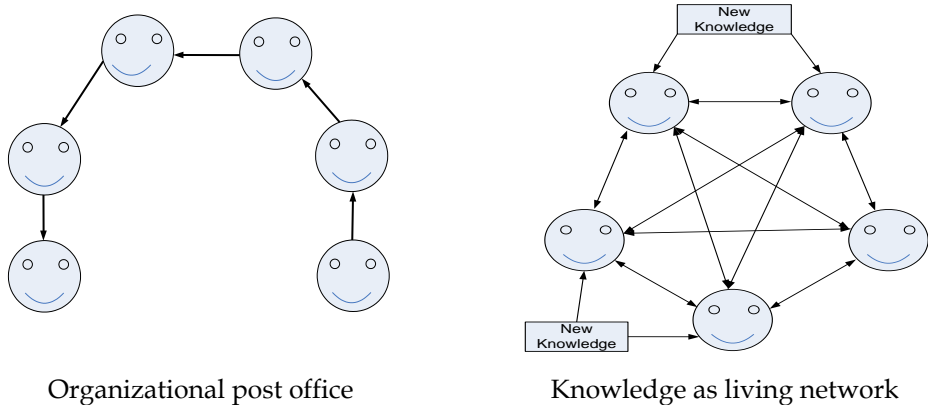 New
Knowledge
New
Knowledge
Organizational post office
Knowledge as living network